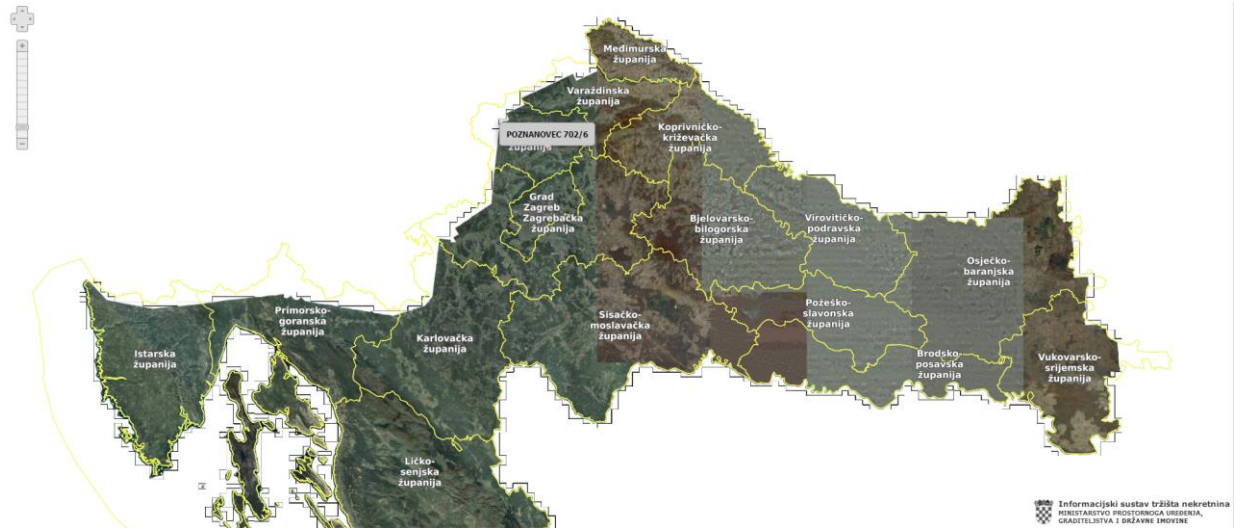 Međimurska
županija
Varaždinska
županija
POZNANOVEC 702/6
županija
Koprivničko-
križevačka
županija
Grad
Zagreb
Zagrebačka
županija
Bjelovarsko-
bilogorska
županija
Virovitičko-
podravska
županija
Osječko-
baranjska
županija
Primorsko-
goranska
županija
Istarska
županija
Karlovačka
županija
Sisačko-
moslavačka
županija
Požeško-
slavonska
županija
Brodsko-
posavska
županija
Vukovarsko-
srijemska
županija
Ličko-
senjska
županija
Informacijski sustav tržišta nekretnina
MINISTARSTVO PROSTORNOGA UREĐENJA,
GRADITELJSTVA I DRŽAVNE IMOVINE